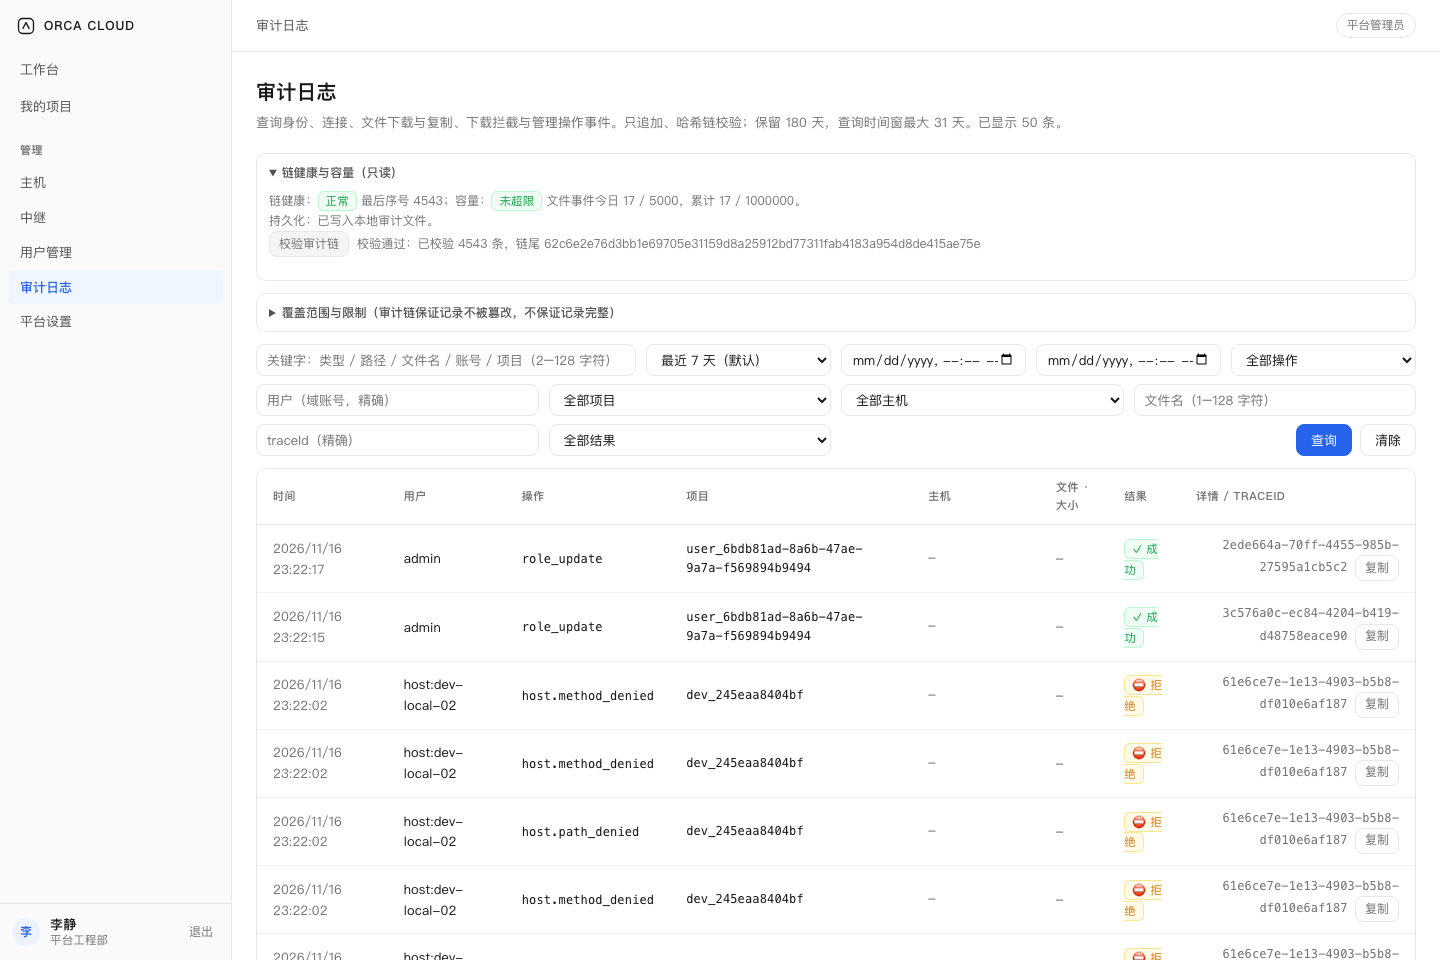 ORCA CLOUD
工作台
我的项目
管理
主机
中继
用户管理
审计日志
平台设置
李
李静
平台工程部
退出
审计日志
平台管理员
审计日志
查询身份、连接、文件下载与复制、下载拦截与管理操作事件。只追加、哈希链校验；保留 180 天，查询时间窗最大 31 天。已显示 50 条。
▼ 链健康与容量（只读）
链健康： 正常 最后序号 4543；容量： 未超限 文件事件今日 17 / 5000，累计 17 / 1000000。
持久化：已写入本地审计文件。
校验审计链 校验通过：已校验 4543 条，链尾 62c6e2e76d3bb1e69705e31159d8a25912bd77311fab4183a954d8de415ae75e
▶ 覆盖范围与限制（审计链保证记录不被篡改，不保证记录完整）
关键字：类型 / 路径 / 文件名 / 账号 / 项目（2—128 字符） 最近 7 天（默认） mm/dd/yyyy, --:-- -- mm/dd/yyyy, --:-- -- 全部操作
用户（域账号，精确） 全部项目 全部主机 文件名（1—128 字符）
traceId（精确） 全部结果 查询 清除
时间 用户 操作 项目 主机 文件 · 大小 结果 详情 / TRACEID
2026/11/16 23:22:17 admin role_update user_6bdb81ad-8a6b-47ae-9a7a-f569894b9494 — — ✓ 成功 2ede664a-70ff-4455-985b-27595a1cb5c2 复制
2026/11/16 23:22:15 admin role_update user_6bdb81ad-8a6b-47ae-9a7a-f569894b9494 — — ✓ 成功 3c576a0c-ec84-4204-b419-d48758eace90 复制
2026/11/16 23:22:02 host:dev-local-02 host.method_denied dev_245eaa8404bf — — ⛔ 拒绝 61e6ce7e-1e13-4903-b5b8-df010e6af187 复制
2026/11/16 23:22:02 host:dev-local-02 host.method_denied dev_245eaa8404bf — — ⛔ 拒绝 61e6ce7e-1e13-4903-b5b8-df010e6af187 复制
2026/11/16 23:22:02 host:dev-local-02 host.path_denied dev_245eaa8404bf — — ⛔ 拒绝 61e6ce7e-1e13-4903-b5b8-df010e6af187 复制
2026/11/16 23:22:02 host:dev-local-02 host.method_denied dev_245eaa8404bf — — ⛔ 拒绝 61e6ce7e-1e13-4903-b5b8-df010e6af187 复制
2026/11/16 host:dev- ⛔ 拒 61e6ce7e-1e13-4903-b5b8-